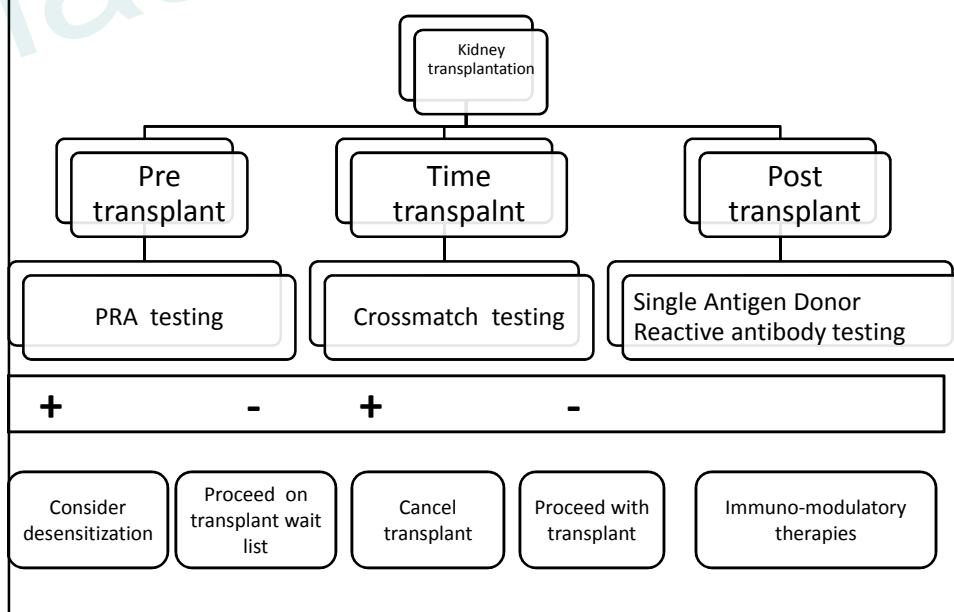 Kidney
transplantation
Pre
transplant
Time
transpalnt
Post
transplant
PRA testing
Crossmatch testing
Single Antigen Donor
Reactive antibody testing
+ - + -
Consider
desensitization
Proceed on
transplant wait
list
Cancel
transplant
Proceed with
transplant
Immuno-modulatory
therapies